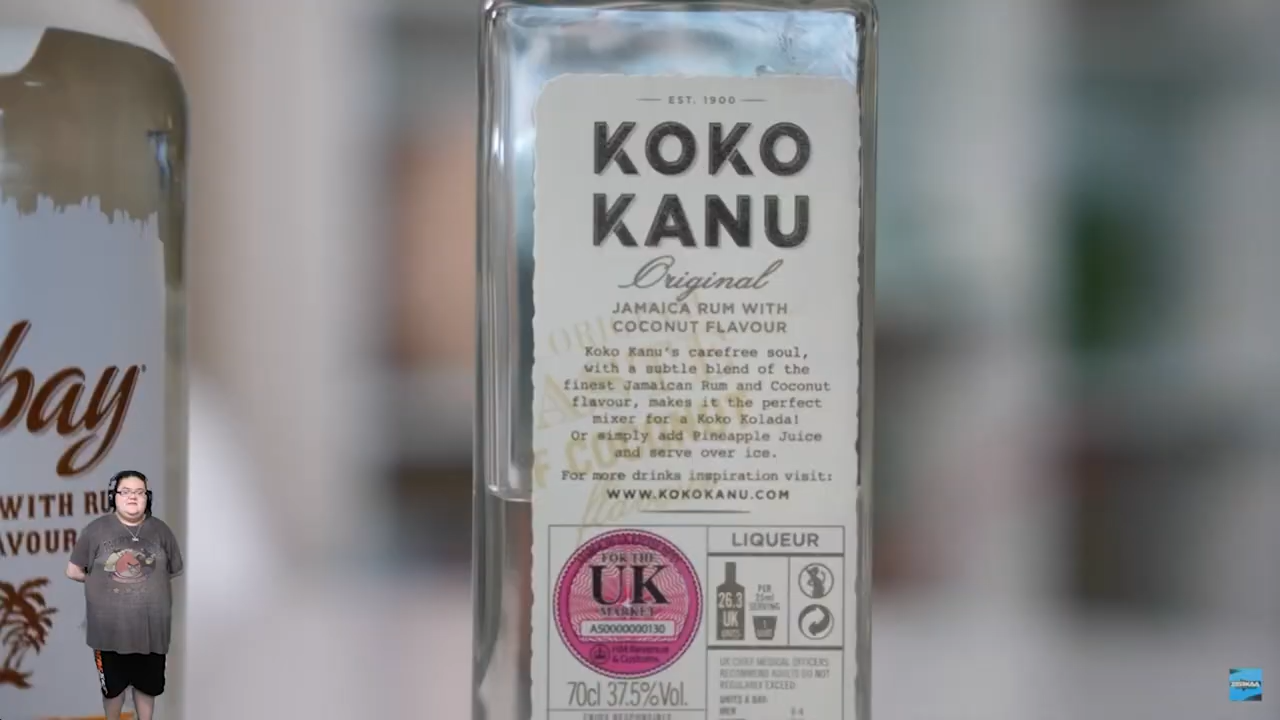 EST. 1900
KOKO
KANU
Original
JAMAICA RUM WITH
COCONUT FLAVOUR
Koko Kanu's carefree soul,
with a subtle blend of the
finest Jamaican Rum and Coconut
flavour, makes it the perfect
mixer for a Koko Kolada!
Or simply add Pineapple Juice
and serve over ice.
For more drinks inspiration visit:
WWW.KOKOKANU.COM
FOR THE
UK
MARKET
AS0000000130
HM Revenue
& Customs
70cl 37.5%Vol.
LIQUEUR
26.3
UK
UNITS
PER
25ml
SERVING
UK CHIEF MEDICAL OFFICERS
RECOMMEND ADULTS DO NOT
REGULARLY EXCEED
bay
WITH RU
AVOUR